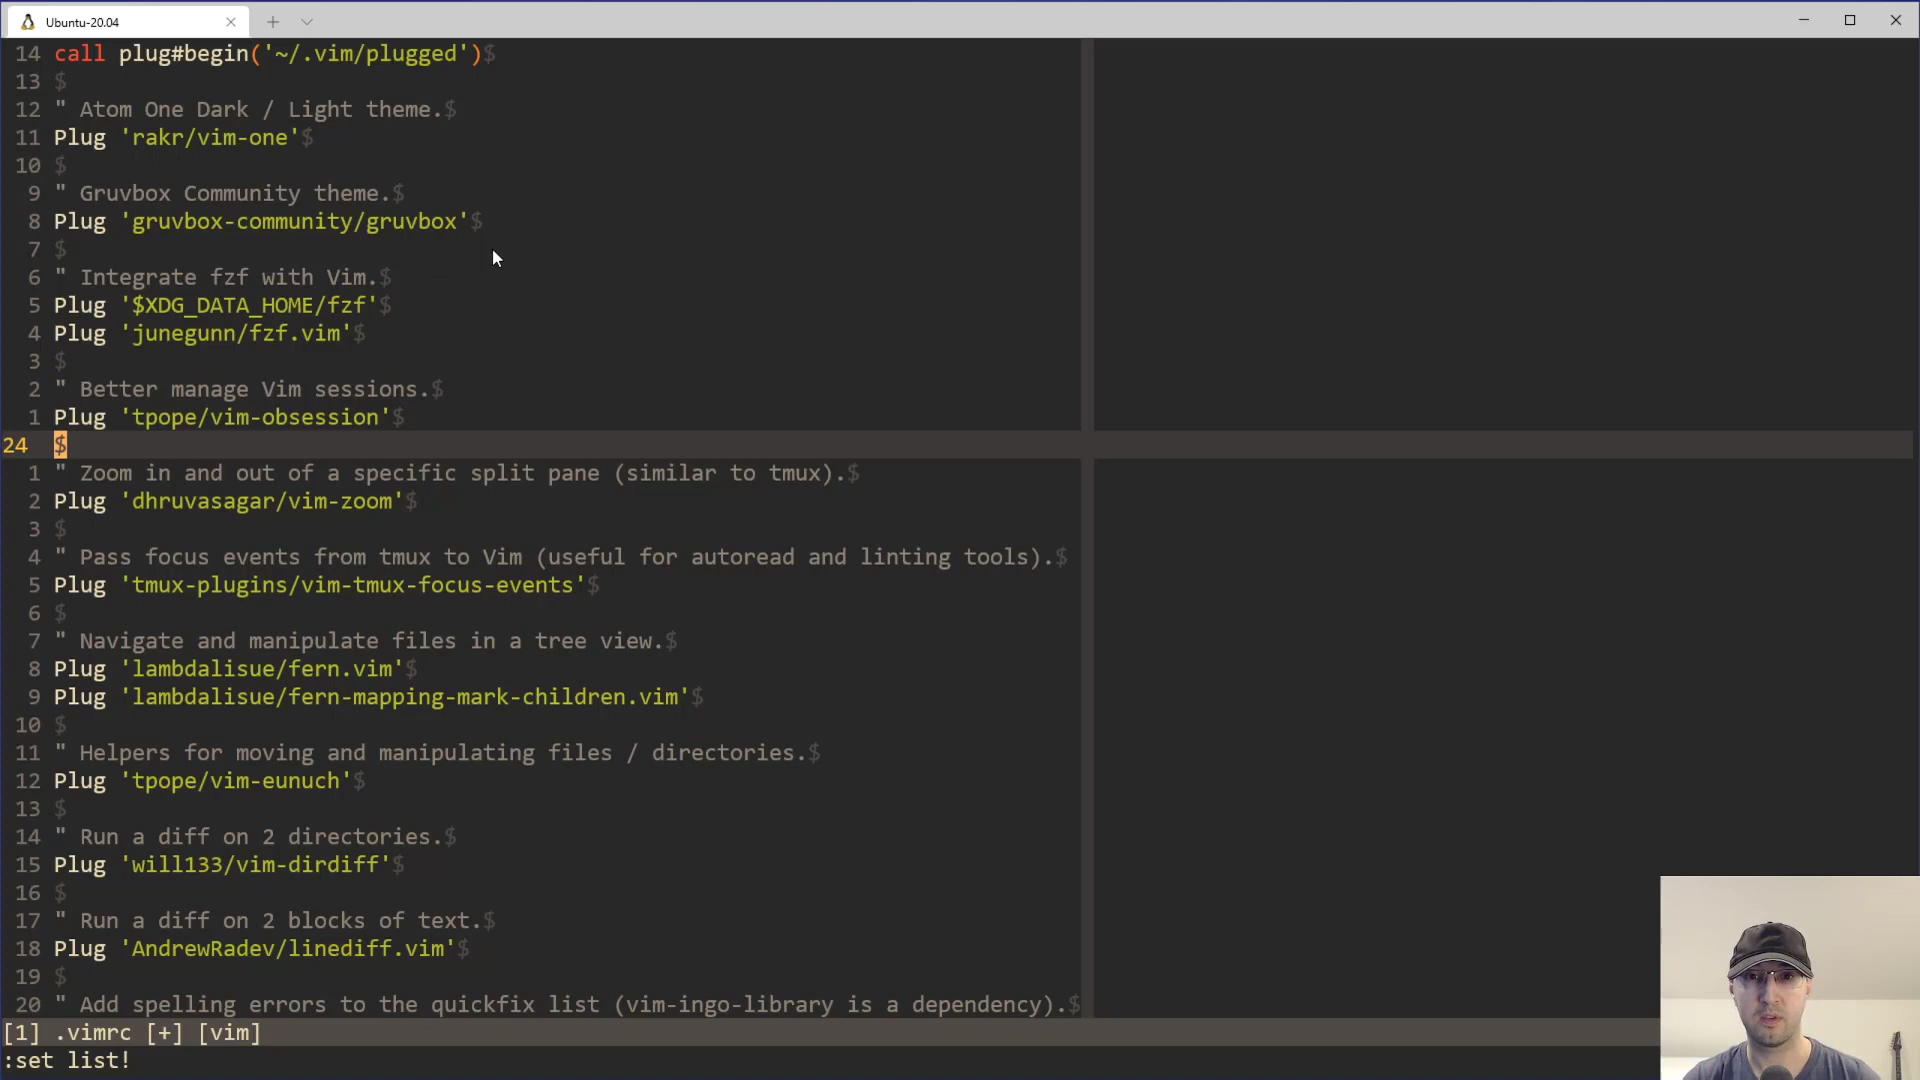 Ubuntu-20.04
14 call plug#begin('~/.vim/plugged')$
13 $
12 " Atom One Dark / Light theme.$
11 Plug 'rakr/vim-one'$
10 $
9 " Gruvbox Community theme.$
8 Plug 'gruvbox-community/gruvbox'$
7 $
6 " Integrate fzf with Vim.$
5 Plug '$XDG_DATA_HOME/fzf'$
4 Plug 'junegunn/fzf.vim'$
3 $
2 " Better manage Vim sessions.$
1 Plug 'tpope/vim-obsession'$
24 $
1 " Zoom in and out of a specific split pane (similar to tmux).$
2 Plug 'dhruvasagar/vim-zoom'$
3 $
4 " Pass focus events from tmux to Vim (useful for autoread and linting tools).$
5 Plug 'tmux-plugins/vim-tmux-focus-events'$
6 $
7 " Navigate and manipulate files in a tree view.$
8 Plug 'lambdalisue/fern.vim'$
9 Plug 'lambdalisue/fern-mapping-mark-children.vim'$
10 $
11 " Helpers for moving and manipulating files / directories.$
12 Plug 'tpope/vim-eunuch'$
13 $
14 " Run a diff on 2 directories.$
15 Plug 'will133/vim-dirdiff'$
16 $
17 " Run a diff on 2 blocks of text.$
18 Plug 'AndrewRadev/linediff.vim'$
19 $
20 " Add spelling errors to the quickfix list (vim-ingo-library is a dependency).$
[1] .vimrc [+] [vim]
:set list!